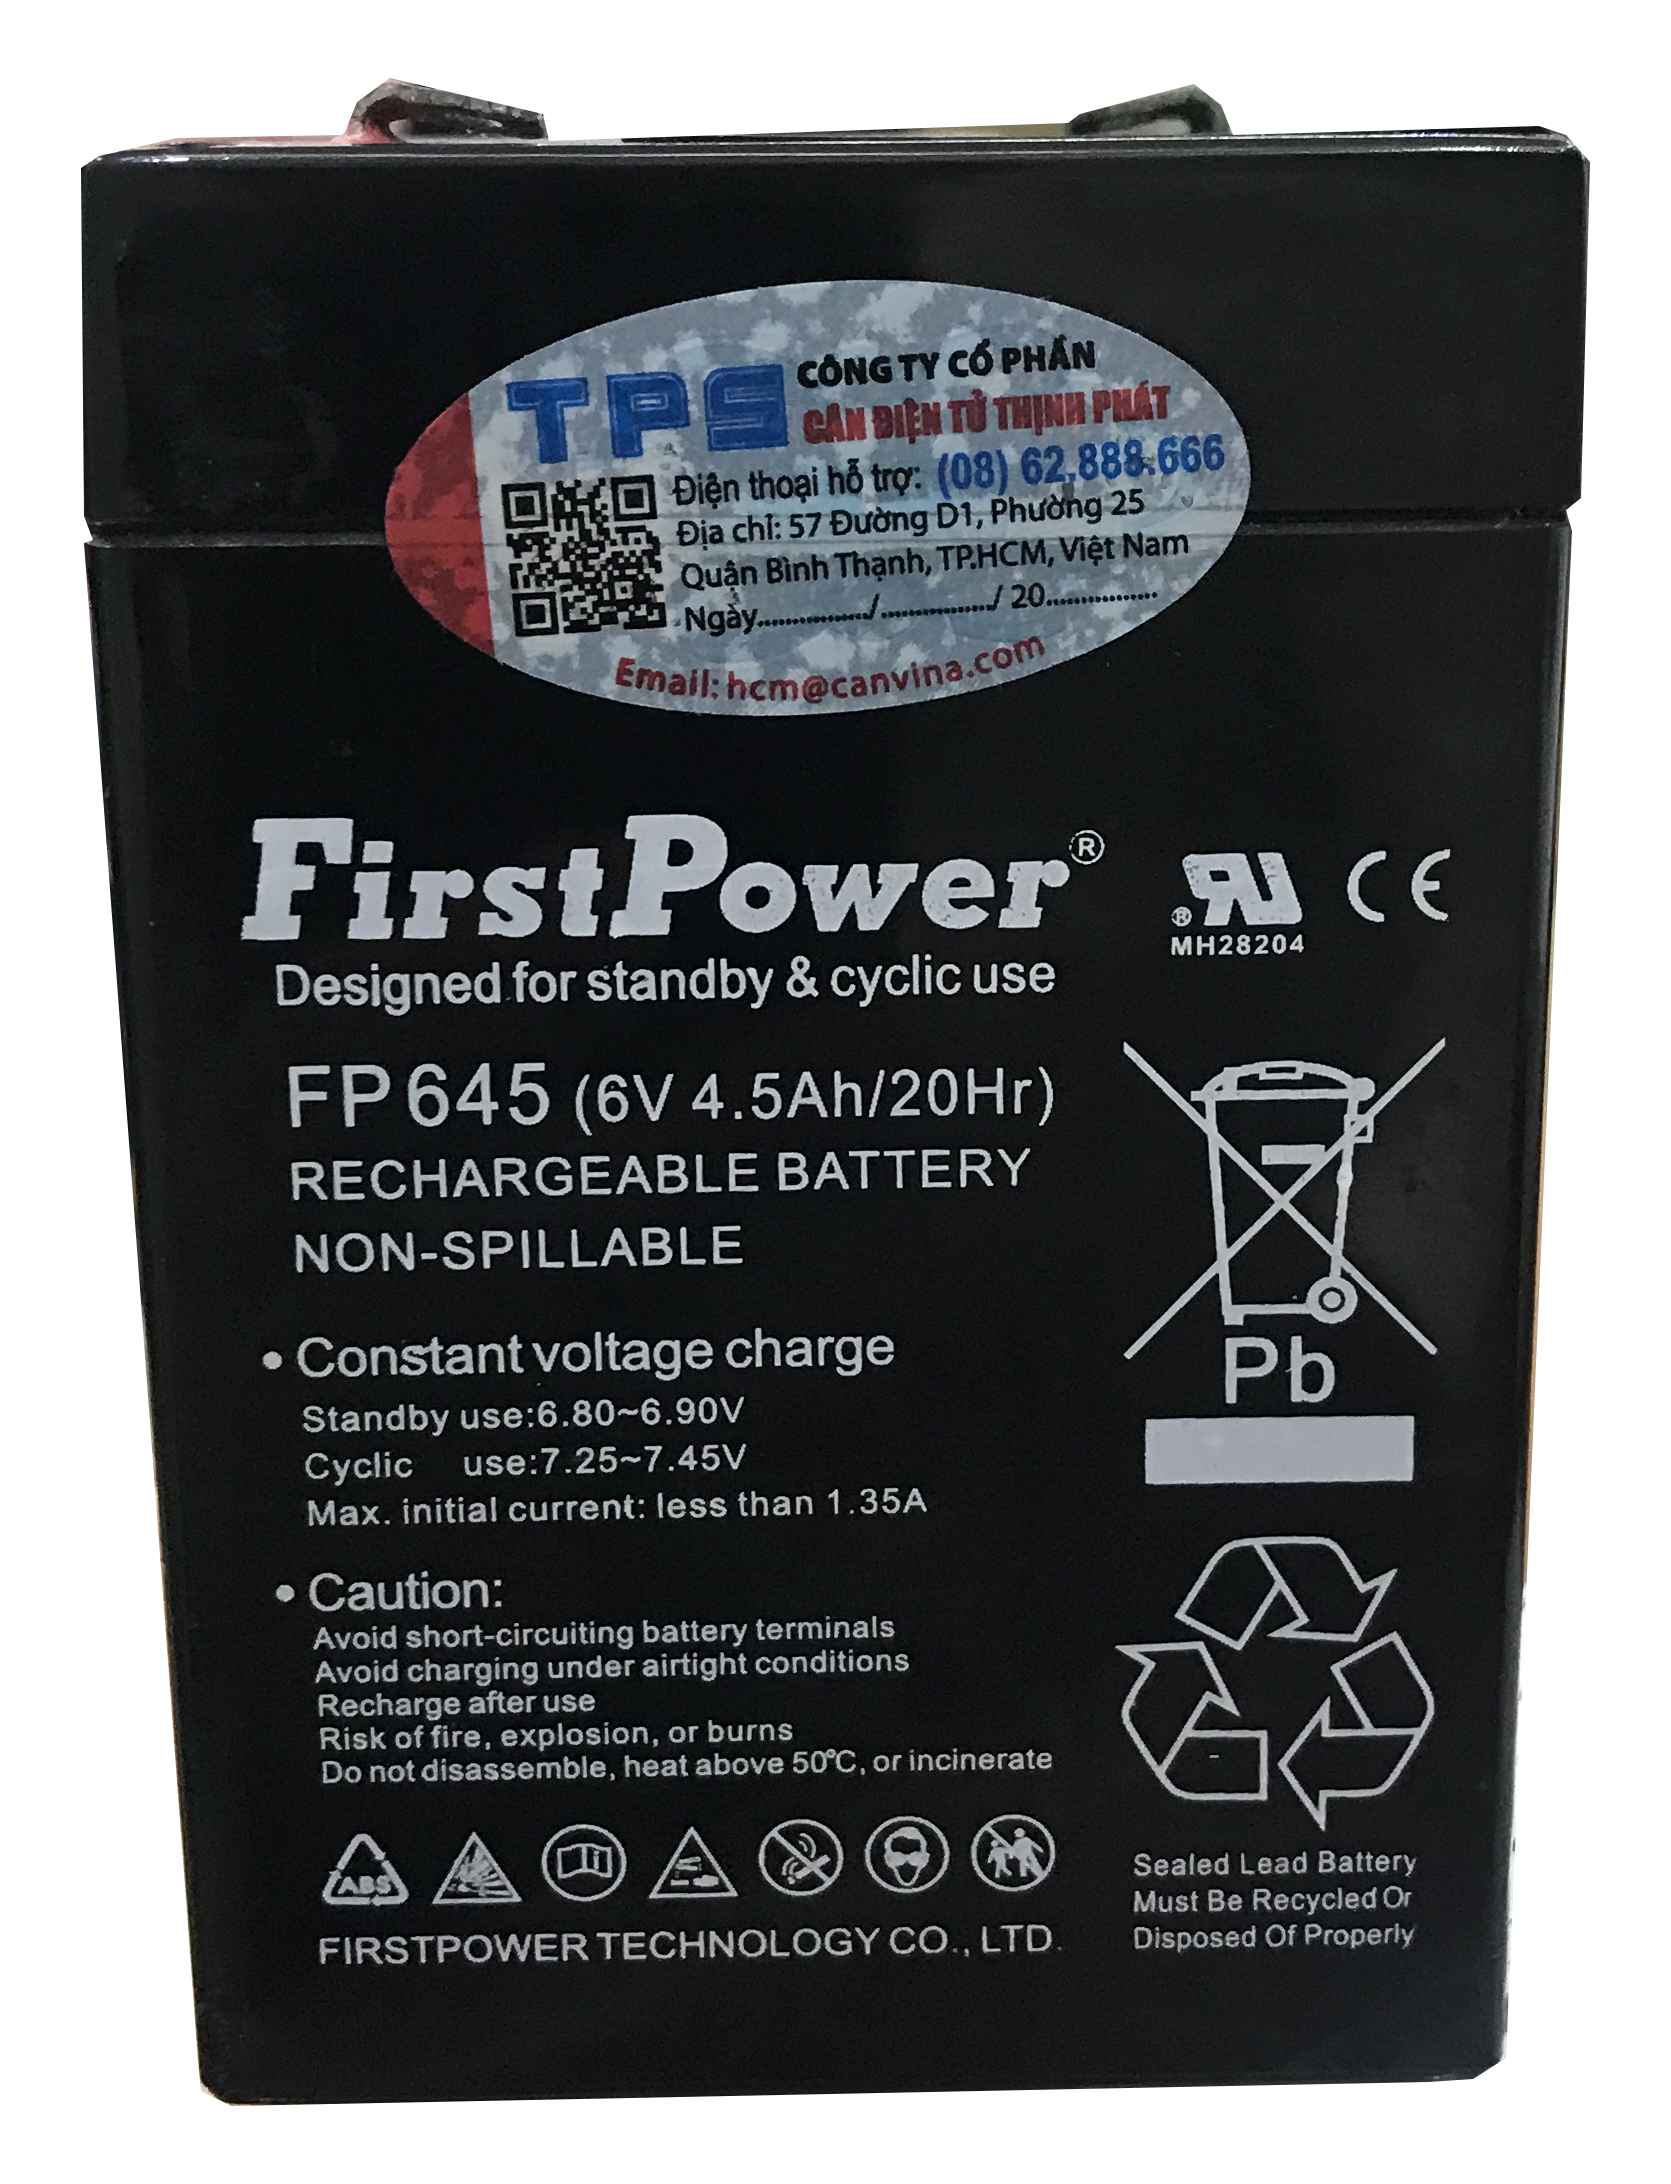 TPS CÔNG TY CỔ PHẦN
CÂN ĐIỆN TỬ THỊNH PHÁT
Điện thoại hỗ trợ: (08) 62.888.666
Địa chỉ: 57 Đường D1, Phường 25
Quận Bình Thạnh, TP.HCM, Việt Nam
Ngày................/................/ 20................
Email: hcm@canvina.com
FirstPower®
Designed for standby & cyclic use
® MH28204
CE
FP645 (6V 4.5Ah/20Hr)
RECHARGEABLE BATTERY
NON-SPILLABLE
Pb
• Constant voltage charge
Standby use:6.80~6.90V
Cyclic use:7.25~7.45V
Max. initial current: less than 1.35A
• Caution:
Avoid short-circuiting battery terminals
Avoid charging under airtight conditions
Recharge after use
Risk of fire, explosion, or burns
Do not disassemble, heat above 50℃, or incinerate
ABS
FIRSTPOWER TECHNOLOGY CO., LTD.
Sealed Lead Battery
Must Be Recycled Or
Disposed Of Properly